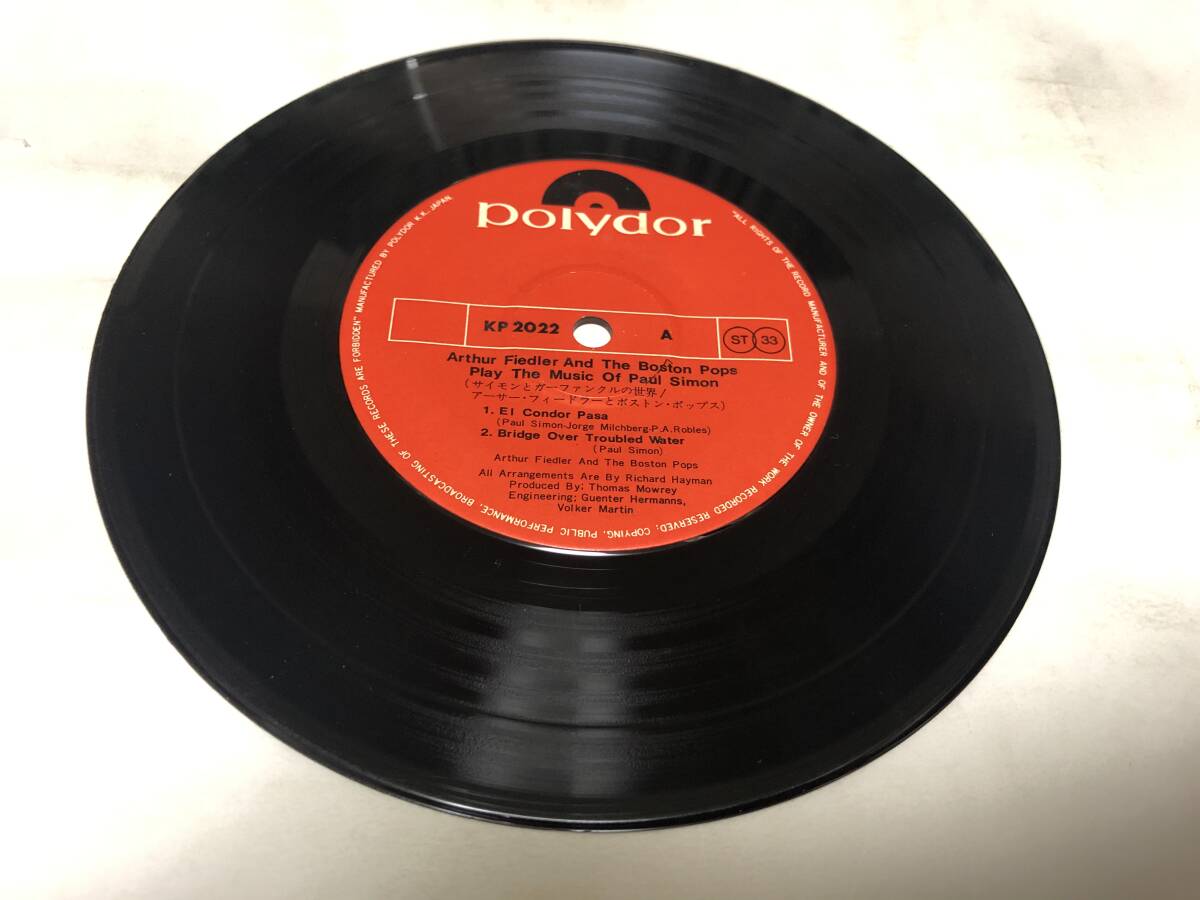 polydor
KP 2022
A
ST 33
Arthur Fiedler And The Boston Pops
Play The Music Of Paul Simon
(サイモンとガーファンクルの世界/
アーサー・フィードラーとボストン・ポップス)
1. El Condor Pasa
(Paul Simon-Jorge Milchberg-P.A.Robles)
2. Bridge Over Troubled Water
(Paul Simon)
Arthur Fiedler And The Boston Pops
All Arrangements Are By Richard Hayman
Produced By; Thomas Mowrey
Engineering; Guenter Hermanns,
Volker Martin
"ALL RIGHTS OF THE RECORD MANUFACTURER AND OF THE OWNER OF THE WORK RECORDED RESERVED; COPYING, PUBLIC PERFORMANCE, BROADCASTING OF THESE RECORDS ARE FORBIDDEN" MANUFACTURED BY POLYDOR K.K., JAPAN